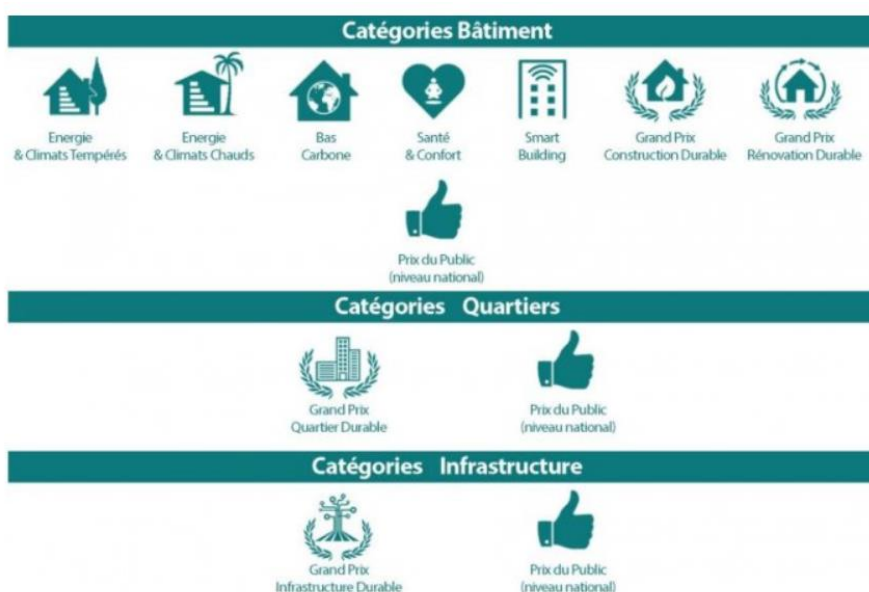 Catégories Bâtiment
Energie
& Climats Tempérés
Energie
& Climats Chauds
Bas
Carbone
Santé
& Confort
Smart
Building
Grand Prix
Construction Durable
Grand Prix
Rénovation Durable
Prix du Public
(niveau national)
Catégories Quartiers
Grand Prix
Quartier Durable
Prix du Public
(niveau national)
Catégories Infrastructure
Grand Prix
Infrastructure Durable
Prix du Public
(niveau national)